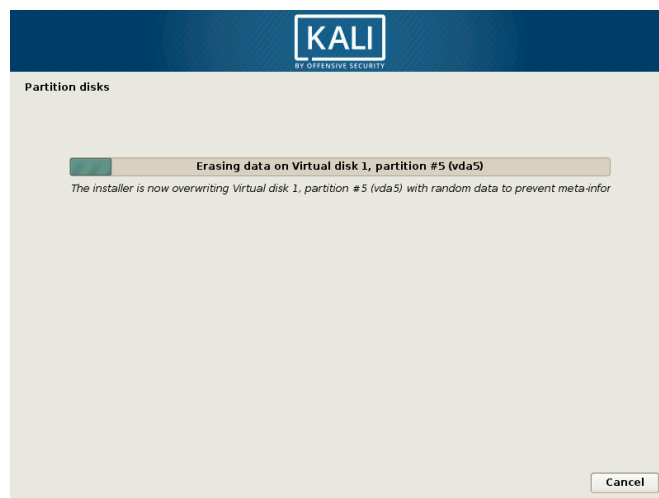 KALI
BY OFFENSIVE SECURITY
Partition disks
Erasing data on Virtual disk 1, partition #5 (vda5)
The installer is now overwriting Virtual disk 1, partition #5 (vda5) with random data to prevent meta-infor
Cancel